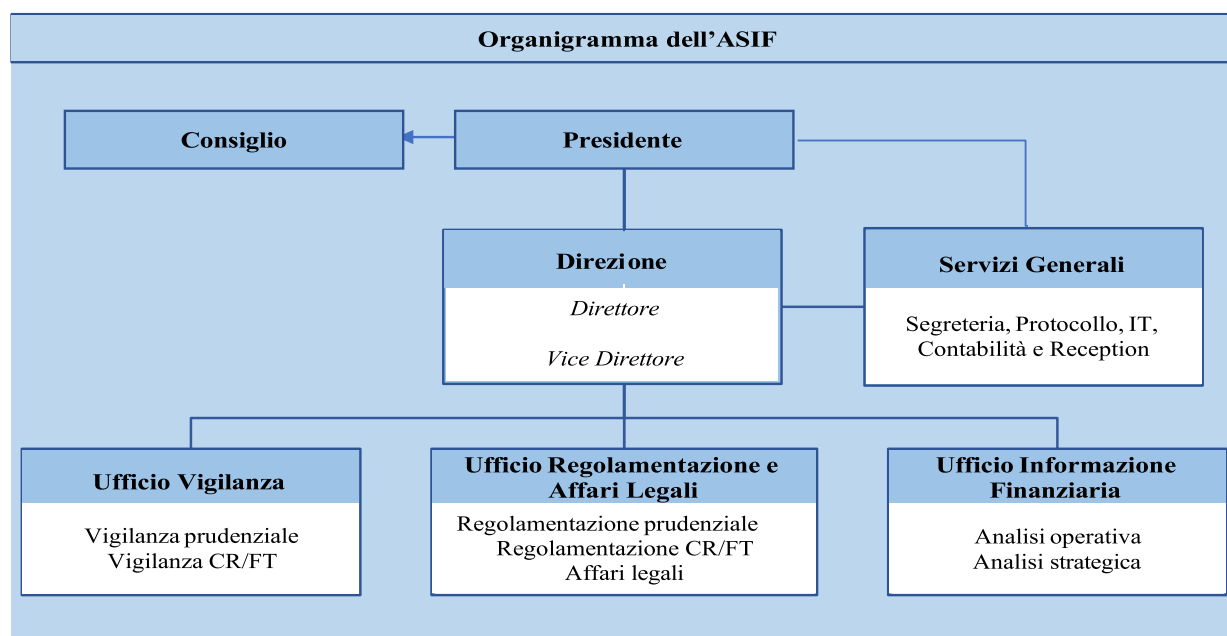 Organigramma dell'ASIF
Consiglio
Presidente
Direzione
Direttore
Vice Direttore
Servizi Generali
Segreteria, Protocollo, IT,
Contabilità e Reception
Ufficio Vigilanza
Vigilanza prudenziale
Vigilanza CR/FT
Ufficio Regolamentazione e
Affari Legali
Regolamentazione prudenziale
Regolamentazione CR/FT
Affari legali
Ufficio Informazione
Finanziaria
Analisi operativa
Analisi strategica